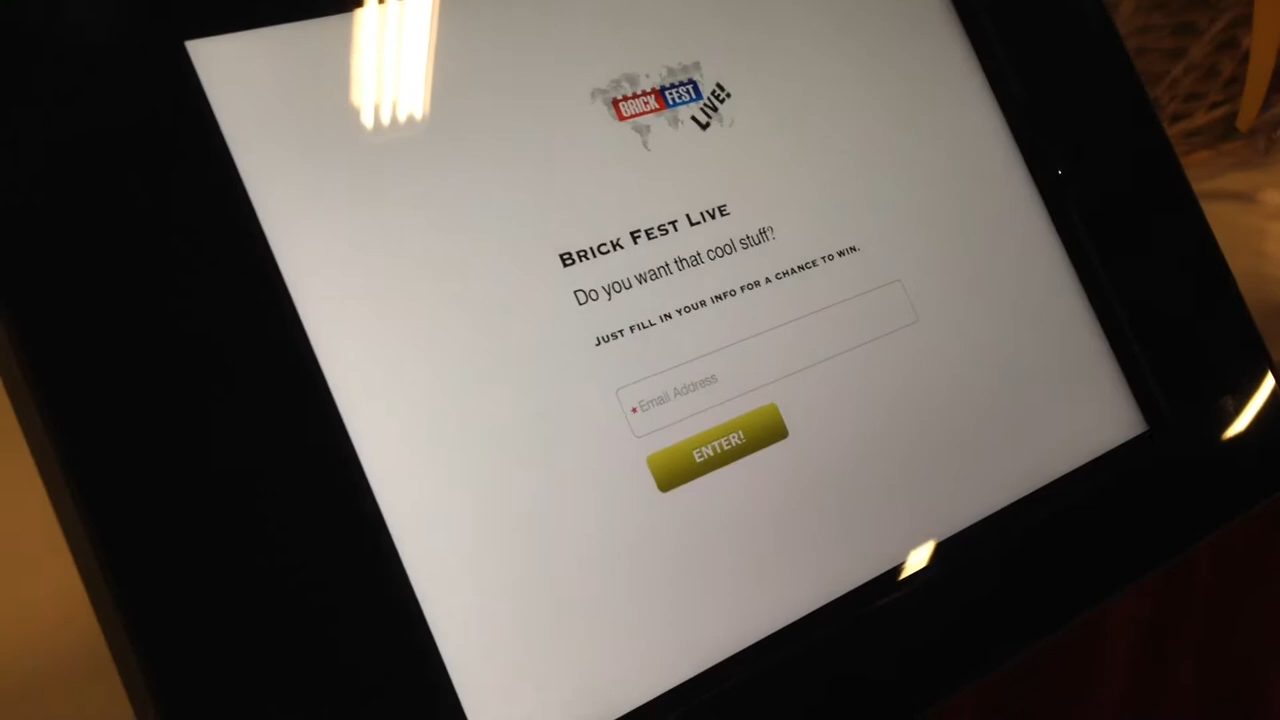 BRICK FEST
LIVE!
BRICK FEST LIVE
Do you want that cool stuff?
JUST FILL IN YOUR INFO FOR A CHANCE TO WIN.
*Email Address
ENTER!